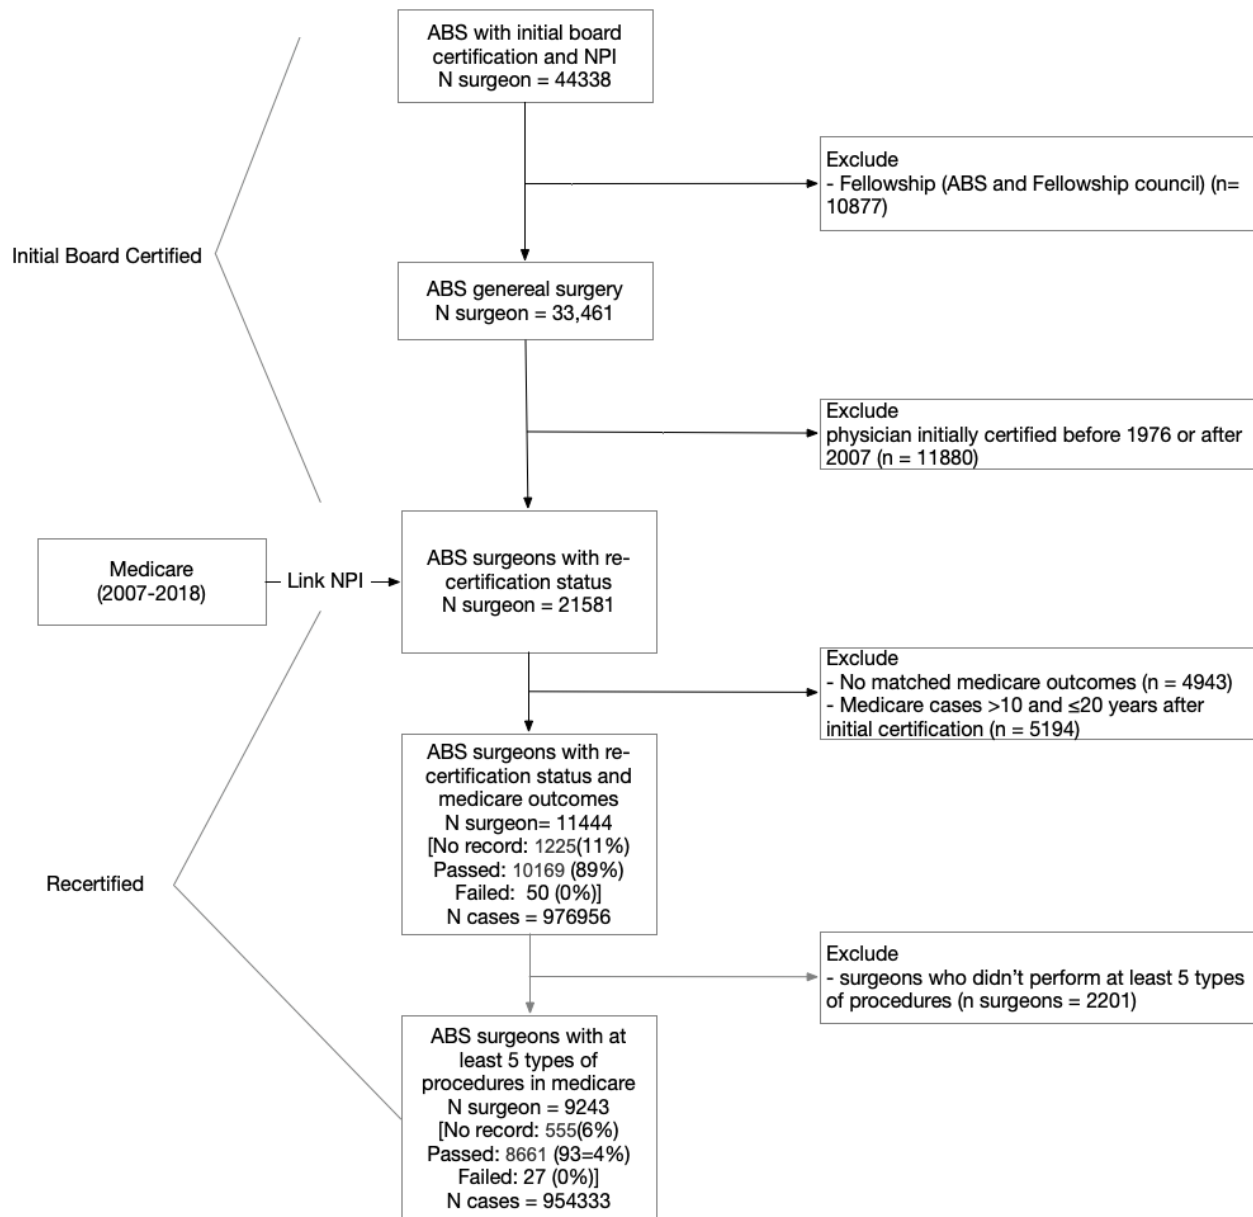 ABS with initial board
certification and NPI
N surgeon = 44338
Exclude
- Fellowship (ABS and Fellowship council) (n=
10877)
Initial Board Certified
ABS genereal surgery
N surgeon = 33,461
Exclude
physician initially certified before 1976 or after
2007 (n = 11880)
Medicare
(2007-2018)
Link NPI
ABS surgeons with re-
certification status
N surgeon = 21581
Exclude
- No matched medicare outcomes (n = 4943)
- Medicare cases >10 and ≤20 years after
initial certification (n = 5194)
ABS surgeons with re-
certification status and
medicare outcomes
N surgeon= 11444
[No record: 1225(11%)
Passed: 10169 (89%)
Failed: 50 (0%)]
N cases = 976956
Recertified
Exclude
- surgeons who didn't perform at least 5 types
of procedures (n surgeons = 2201)
ABS surgeons with at
least 5 types of
procedures in medicare
N surgeon = 9243
[No record: 555(6%)
Passed: 8661 (93=4%)
Failed: 27 (0%)]
N cases = 954333